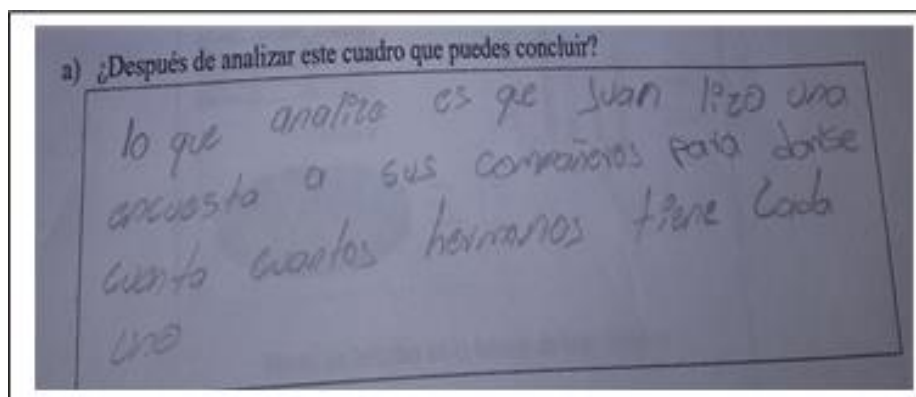 a) ¿Después de analizar este cuadro que puedes concluir?
lo que analizo es qe Juan hizo una
encuesta a sus compañeros para darse
cuenta cuantos hermanos tiene Cada
uno